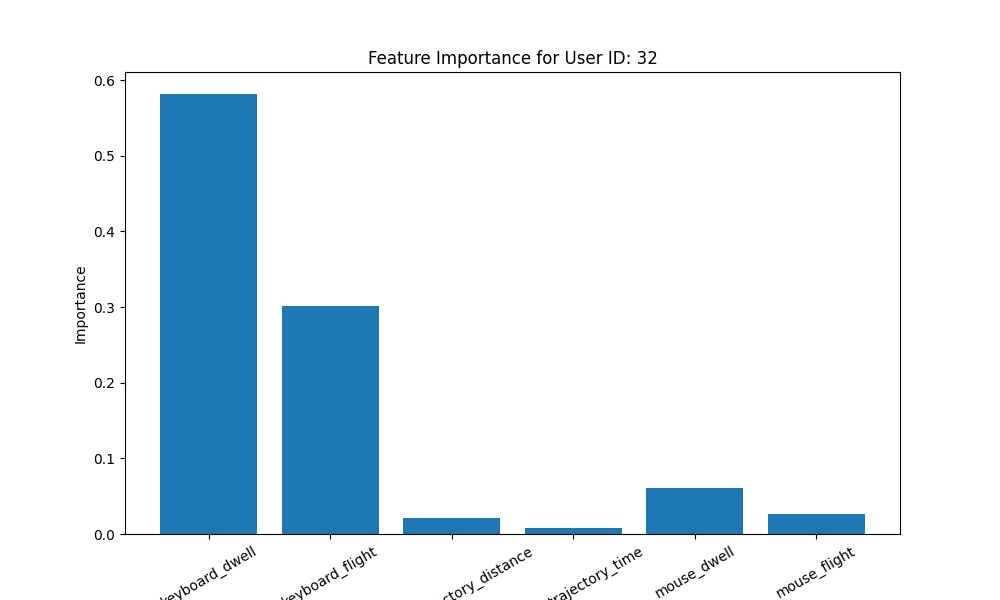 Feature Importance for User ID: 32
Importance
0.6
0.5
0.4
0.3
0.2
0.1
0.0
keyboard_dwell
keyboard_flight
ctory_distance
trajectory_time
mouse_dwell
mouse_flight